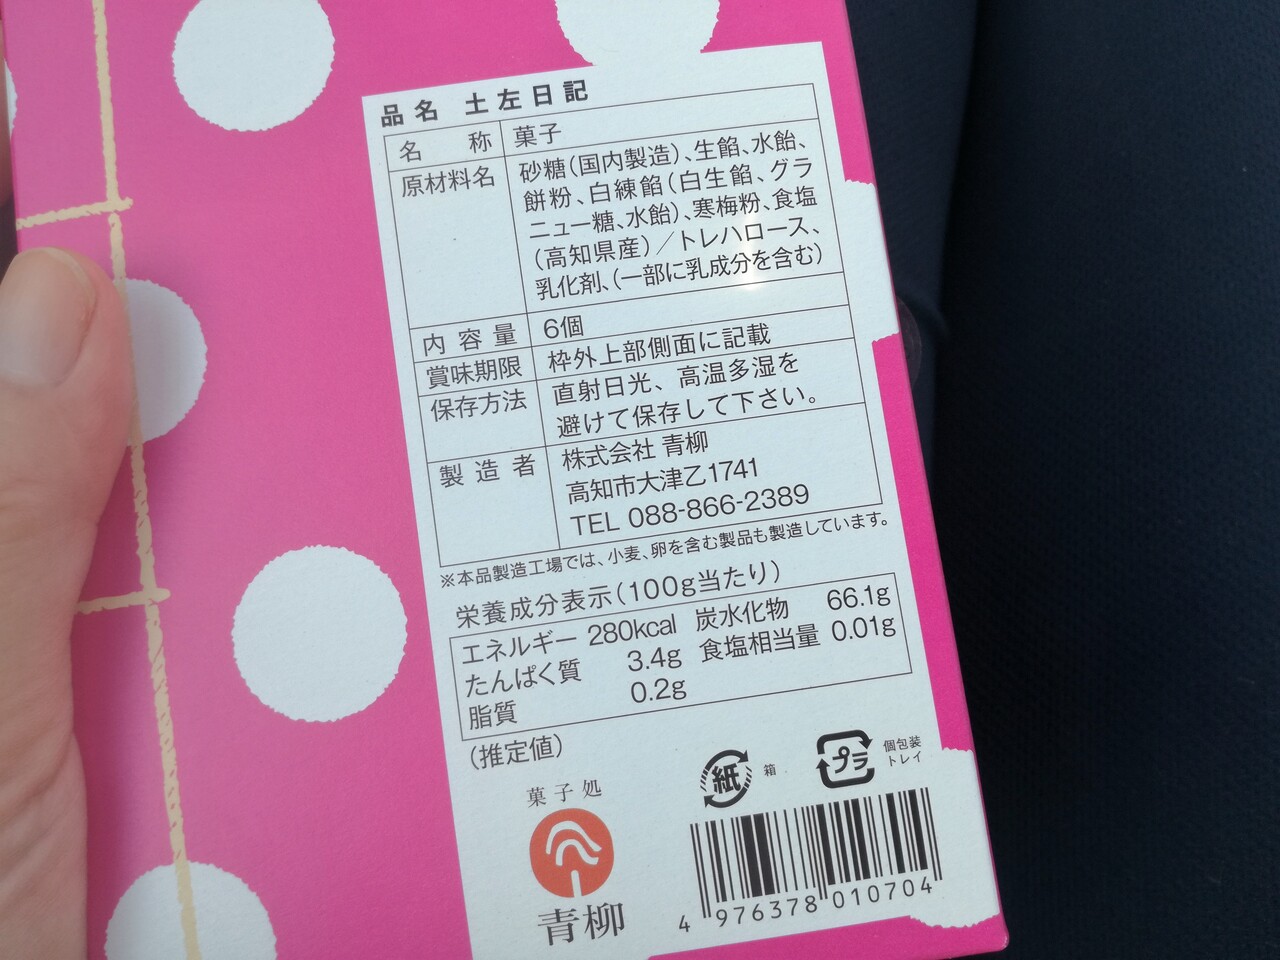 品名 土左日記
名称 菓子
原材料名 砂糖(国内製造)、生餡、水飴、
餅粉、白練餡(白生餡、グラ
ニュー糖、水飴)、寒梅粉、食塩
(高知県産)／トレハロース、
乳化剤、(一部に乳成分を含む)
内容量 6個
賞味期限 枠外上部側面に記載
保存方法 直射日光、高温多湿を
避けて保存して下さい。
製造者 株式会社 青柳
高知市大津乙1741
TEL 088-866-2389
※本品製造工場では、小麦、卵を含む製品も製造しています。
栄養成分表示(100g当たり)
エネルギー 280kcal 炭水化物 66.1g
たんぱく質 3.4g 食塩相当量 0.01g
脂質 0.2g
(推定値)
紙 箱
プラ 個包装
トレイ
菓子処
青柳
4 976378 010704